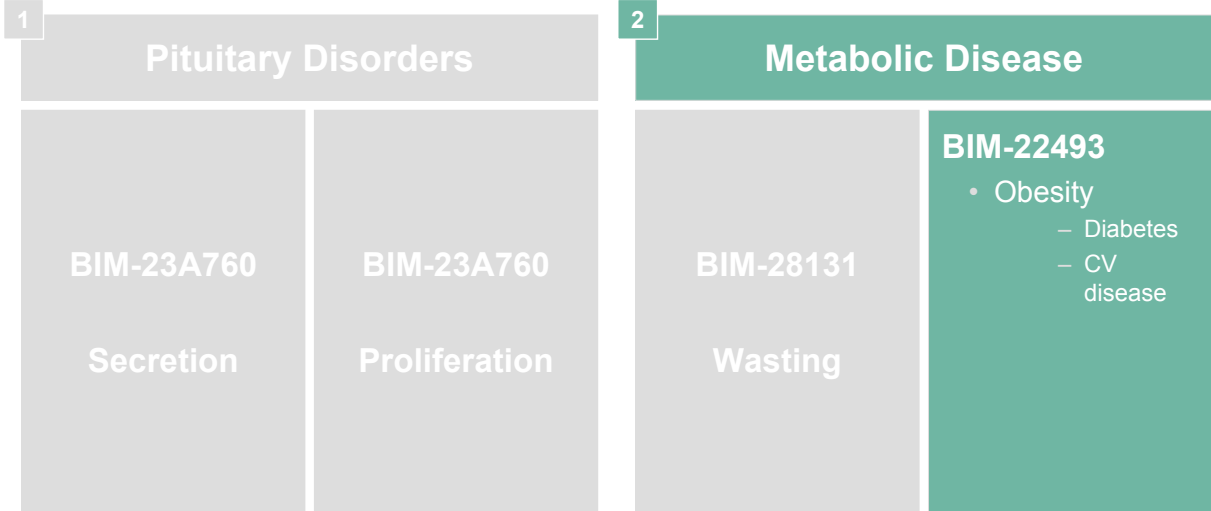 1
Pituitary Disorders
BIM-23A760
Secretion
BIM-23A760
Proliferation
2
Metabolic Disease
BIM-28131
Wasting
BIM-22493
• Obesity
– Diabetes
– CV
disease